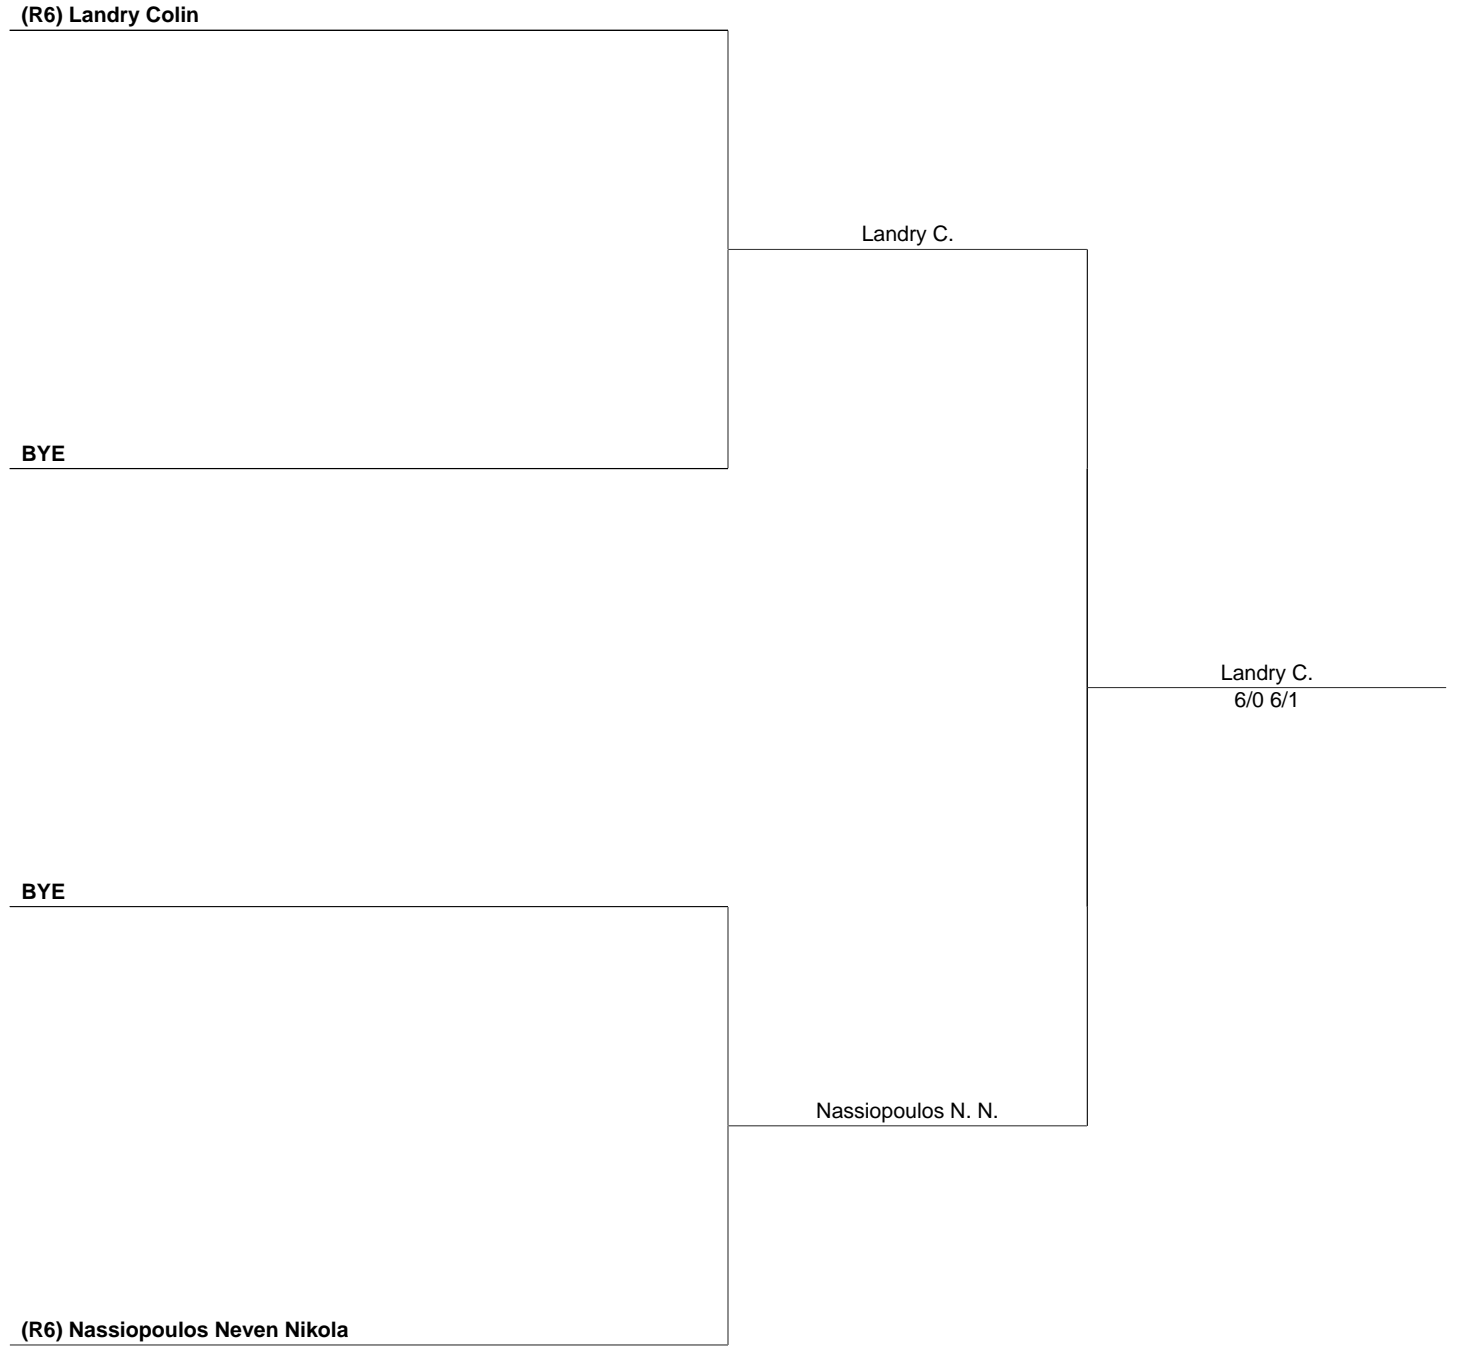 (R6) Landry Colin
Landry C.
BYE
Landry C.
6/0 6/1
BYE
Nassiopoulos N. N.
(R6) Nassiopoulos Neven Nikola